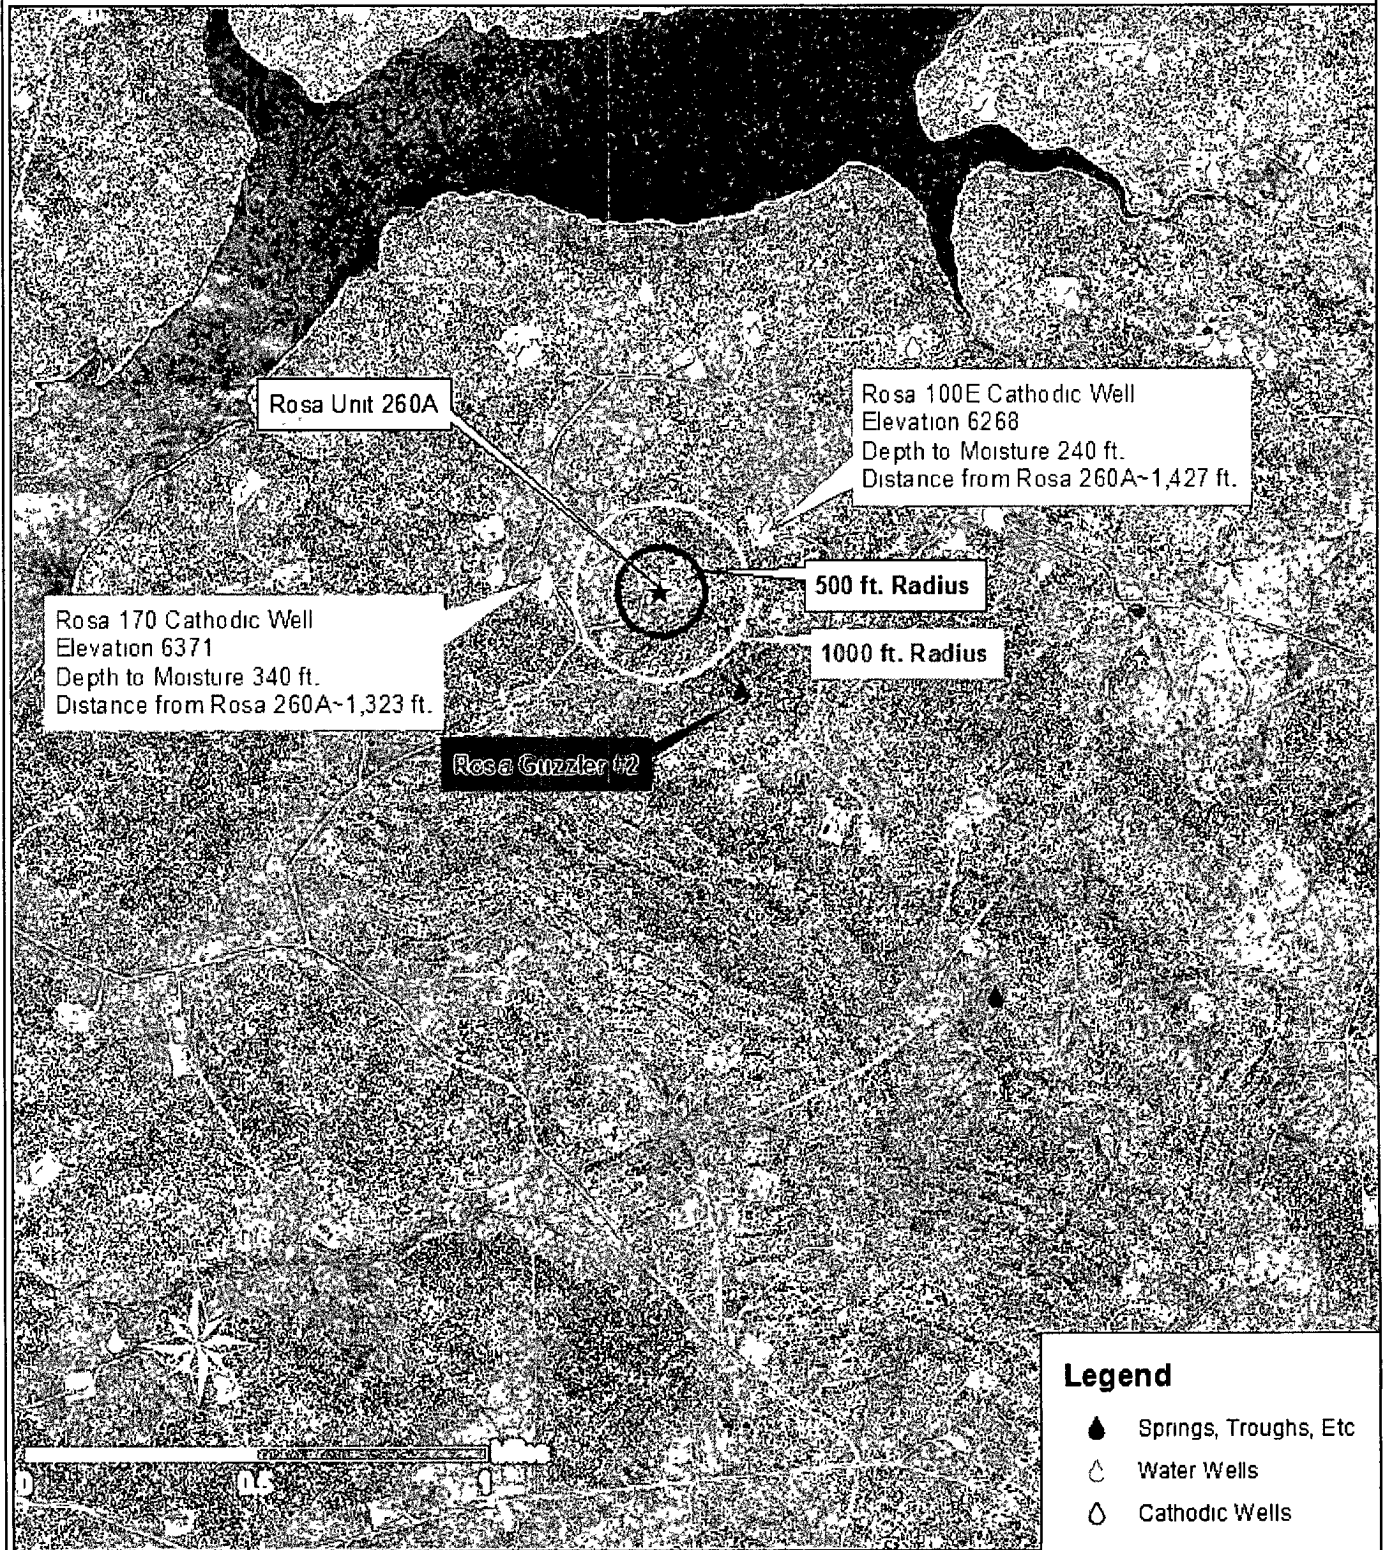 Rosa Unit 260A
Rosa 100E Cathodic Well
Elevation 6268
Depth to Moisture 240 ft.
Distance from Rosa 260A~1,427 ft.
500 ft. Radius
Rosa 170 Cathodic Well
Elevation 6371
Depth to Moisture 340 ft.
Distance from Rosa 260A~1,323 ft.
1000 ft. Radius
Rosa Guzzler #2
Legend
Springs, Troughs, Etc
Water Wells
Cathodic Wells
0
0.5
1